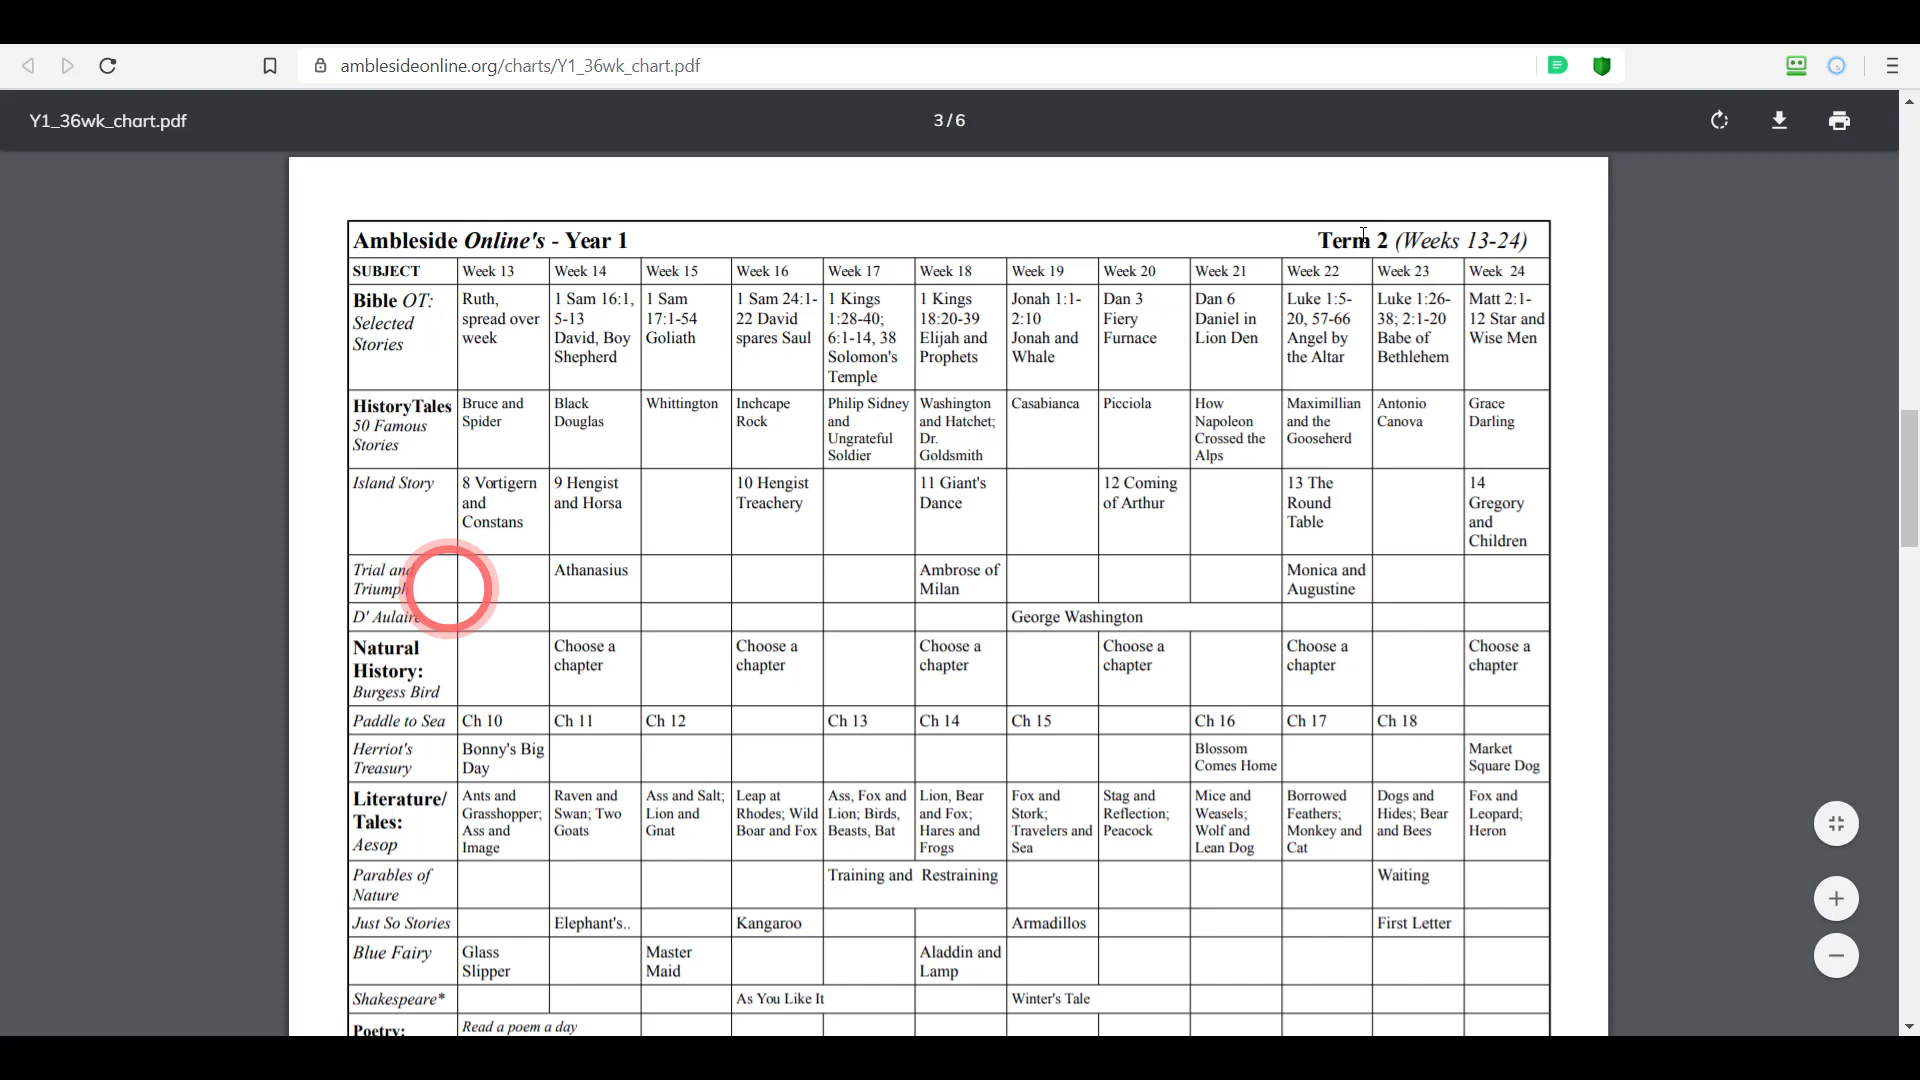 amblesideonline.org/charts/Y1_36wk_chart.pdf
Y1_36wk_chart.pdf
3 / 6
Ambleside Online's - Year 1
Term 2 (Weeks 13-24)
SUBJECT Week 13 Week 14 Week 15 Week 16 Week 17 Week 18 Week 19 Week 20 Week 21 Week 22 Week 23 Week 24
Bible OT:
Selected
Stories
Ruth,
spread over
week
1 Sam 16:1,
5-13
David, Boy
Shepherd
1 Sam
17:1-54
Goliath
1 Sam 24:1-
22 David
spares Saul
1 Kings
1:28-40;
6:1-14, 38
Solomon's
Temple
1 Kings
18:20-39
Elijah and
Prophets
Jonah 1:1-
2:10
Jonah and
Whale
Dan 3
Fiery
Furnace
Dan 6
Daniel in
Lion Den
Luke 1:5-
20, 57-66
Angel by
the Altar
Luke 1:26-
38; 2:1-20
Babe of
Bethlehem
Matt 2:1-
12 Star and
Wise Men
HistoryTales
50 Famous
Stories
Bruce and
Spider
Black
Douglas
Whittington
Inchcape
Rock
Philip Sidney
and
Ungrateful
Soldier
Washington
and Hatchet;
Dr.
Goldsmith
Casabianca
Picciola
How
Napoleon
Crossed the
Alps
Maximillian
and the
Gooseherd
Antonio
Canova
Grace
Darling
Island Story
8 Vortigern
and
Constans
9 Hengist
and Horsa
10 Hengist
Treachery
11 Giant's
Dance
12 Coming
of Arthur
13 The
Round
Table
14
Gregory
and
Children
Trial and
Triumph
Athanasius
Ambrose of
Milan
Monica and
Augustine
D' Aulaire
George Washington
Natural
History:
Burgess Bird
Choose a
chapter
Choose a
chapter
Choose a
chapter
Choose a
chapter
Choose a
chapter
Choose a
chapter
Paddle to Sea Ch 10 Ch 11 Ch 12 Ch 13 Ch 14 Ch 15 Ch 16 Ch 17 Ch 18
Herriot's
Treasury
Bonny's Big
Day
Blossom
Comes Home
Market
Square Dog
Literature/
Tales:
Aesop
Ants and
Grasshopper;
Ass and
Image
Raven and
Swan; Two
Goats
Ass and Salt;
Lion and
Gnat
Leap at
Rhodes; Wild
Boar and Fox
Ass, Fox and
Lion; Birds,
Beasts, Bat
Lion, Bear
and Fox;
Hares and
Frogs
Fox and
Stork;
Travelers and
Sea
Stag and
Reflection;
Peacock
Mice and
Weasels;
Wolf and
Lean Dog
Borrowed
Feathers;
Monkey and
Cat
Dogs and
Hides; Bear
and Bees
Fox and
Leopard;
Heron
Parables of
Nature
Training and Restraining
Waiting
Just So Stories Elephant's.. Kangaroo Armadillos First Letter
Blue Fairy
Glass
Slipper
Master
Maid
Aladdin and
Lamp
Shakespeare* As You Like It Winter's Tale
Poetry: Read a poem a day